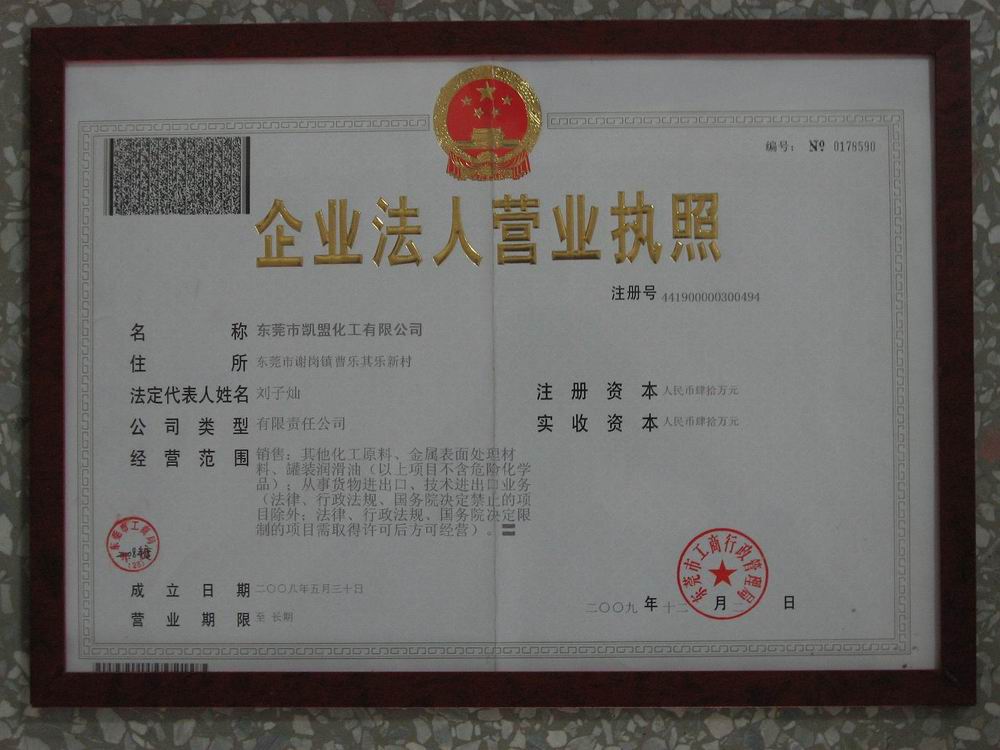 编号： № 0178590
企业法人营业执照
注册号 441900000300494
名称 东莞市凯盟化工有限公司
住所 东莞市谢岗镇曹乐其乐新村
法定代表人姓名 刘子灿
注册资本 人民币肆拾万元
公司类型 有限责任公司
实收资本 人民币肆拾万元
经营范围 销售：其他化工原料、金属表面处理材
料、罐装润滑油（以上项目不含危险化学
品）；从事货物进出口、技术进出口业务
（法律、行政法规、国务院决定禁止的项
目除外；法律、行政法规、国务院决定限
制的项目需取得许可后方可经营）。〓
东莞市工商行政管理局
成立日期 二〇〇八年五月三十日
二〇〇九 年 十二 月 日
营业期限 至 长期